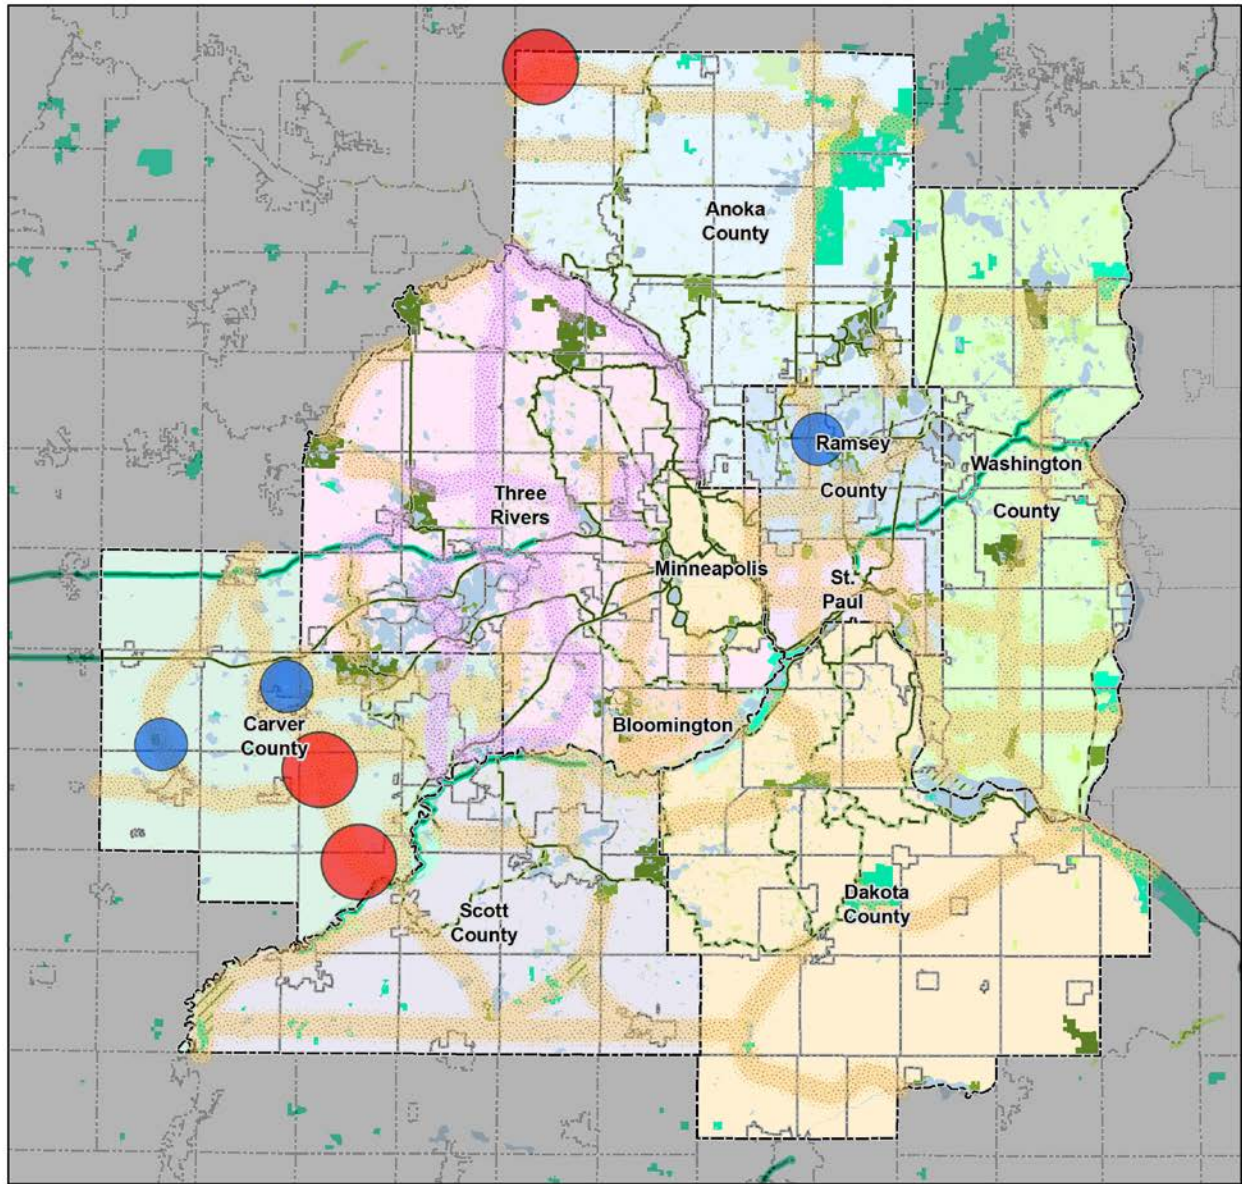 Anoka
County
Ramsey
County
Washington
County
Three
Rivers
Minneapolis
St.
Paul
Carver
County
Bloomington
Dakota
County
Scott
County